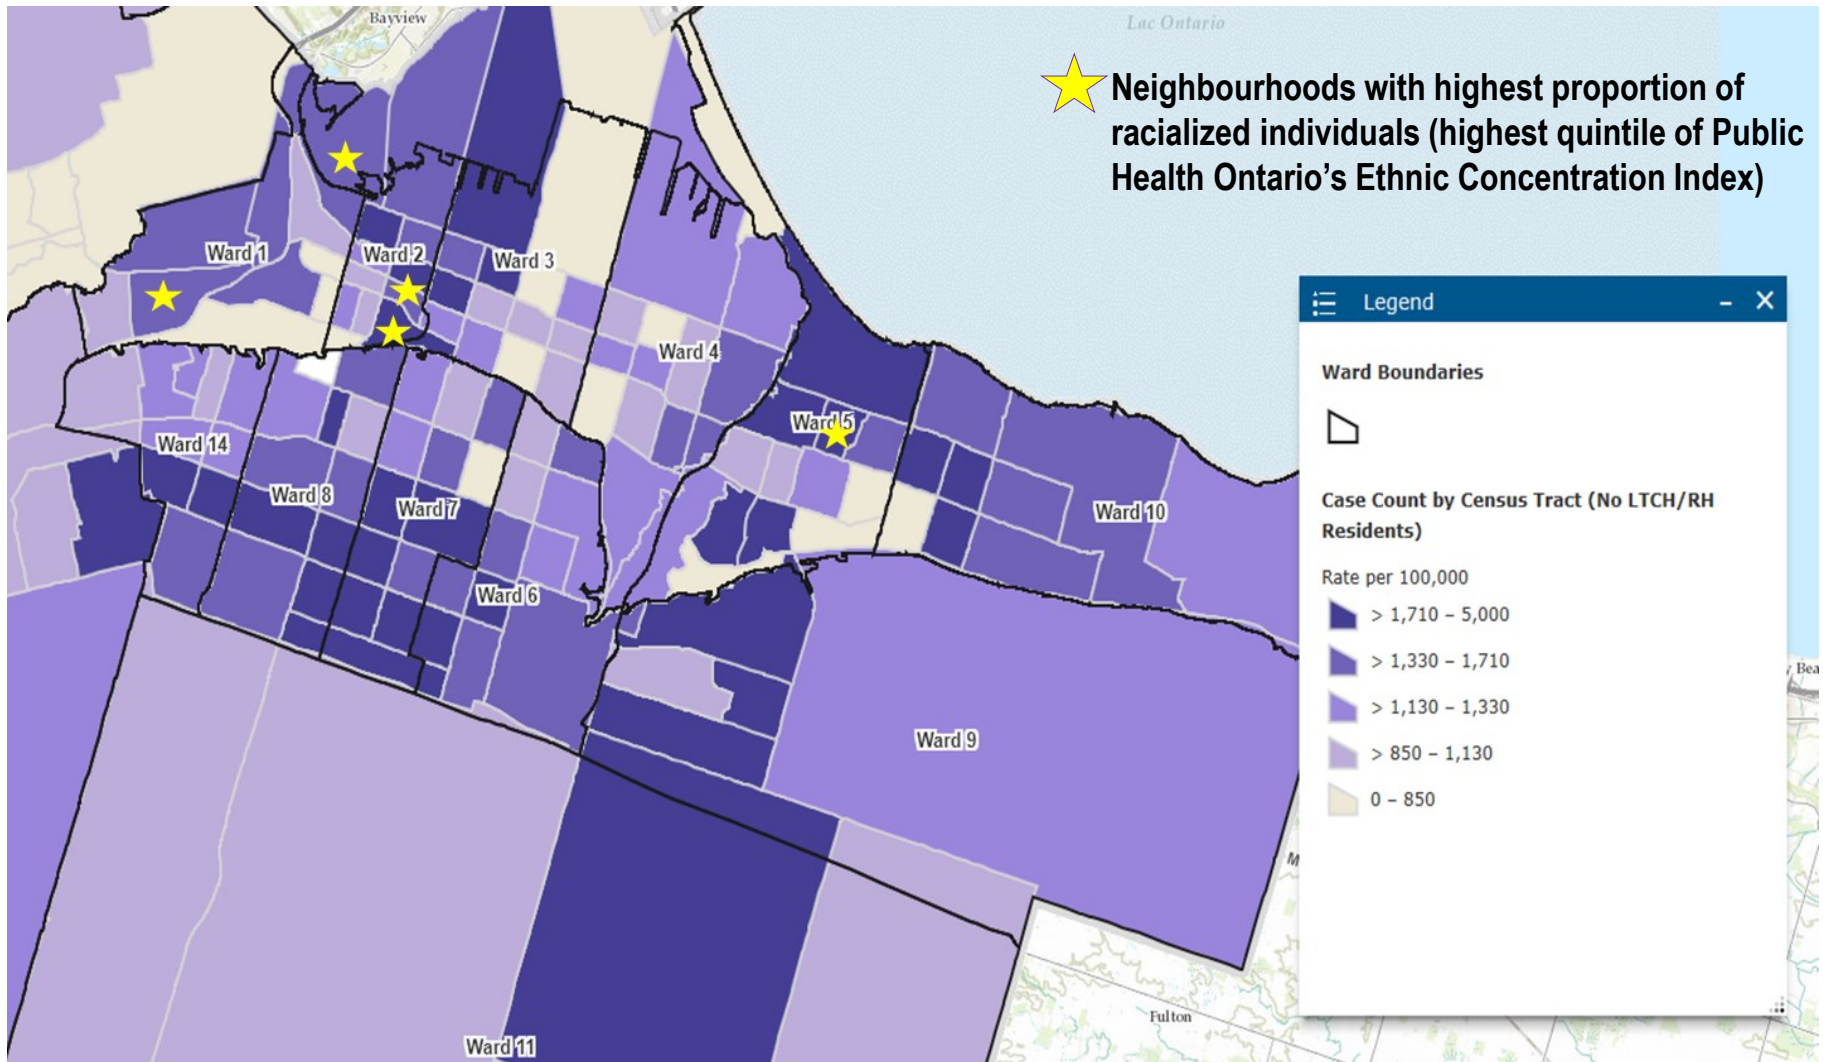 Bayview
Lac Ontario
Neighbourhoods with highest proportion of
racialized individuals (highest quintile of Public
Health Ontario’s Ethnic Concentration Index)
Ward 1
Ward 2
Ward 3
Ward 4
Ward 5
Ward 14
Ward 8
Ward 7
Ward 10
Ward 6
Ward 9
Ward 11
Fulton
Legend
Ward Boundaries
Case Count by Census Tract (No LTCH/RH
Residents)
Rate per 100,000
> 1,710 – 5,000
> 1,330 – 1,710
> 1,130 – 1,330
> 850 – 1,130
0 – 850